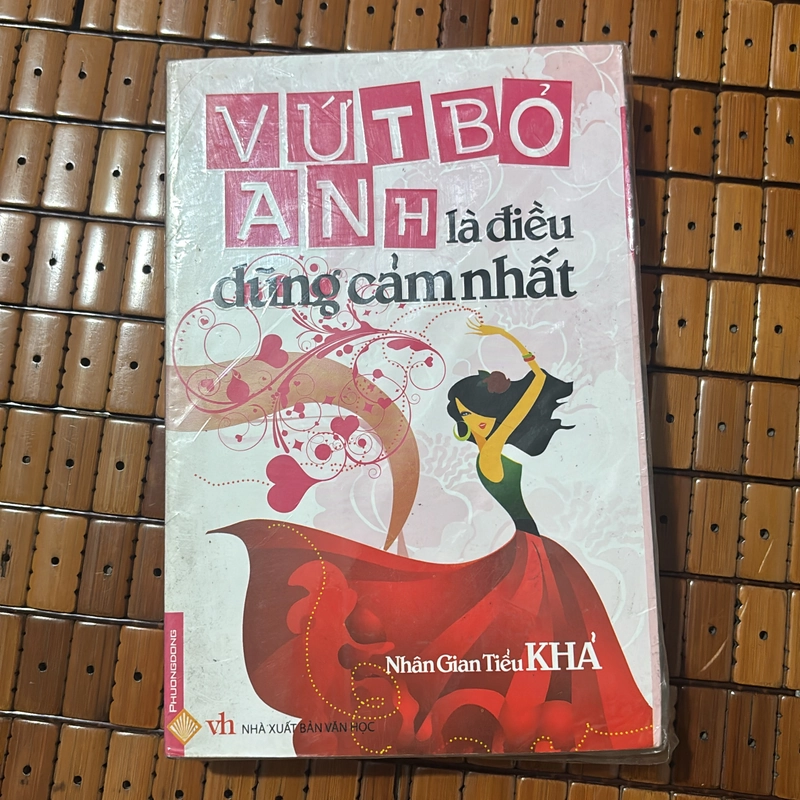 VỨT BỎ
ANH là điều
dũng cảm nhất
Nhân Gian Tiểu KHẢ
PHUONGDONG
vh NHÀ XUẤT BẢN VĂN HỌC